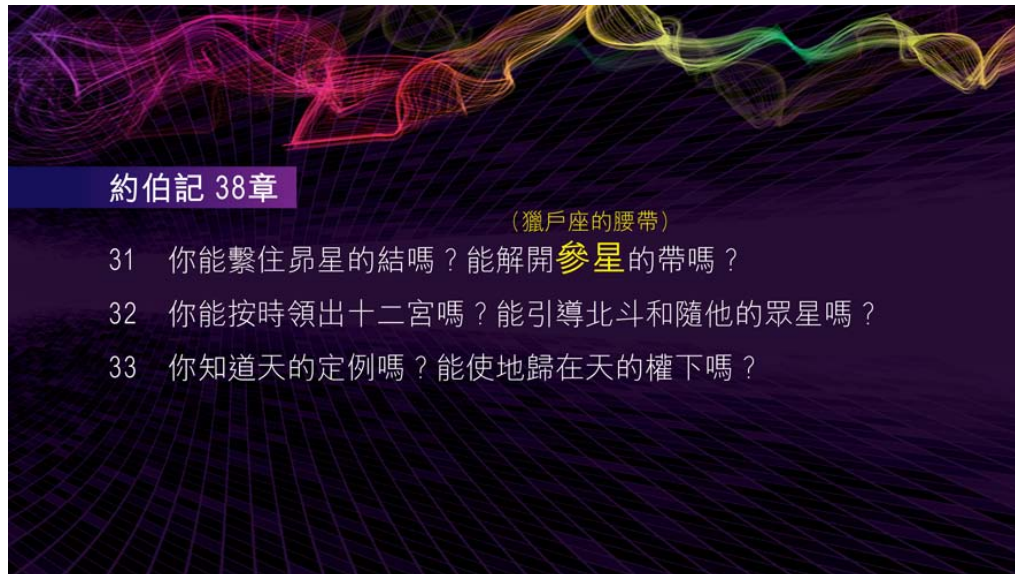 約伯記 38章
（獵戶座的腰帶）
31 你能繫住昴星的結嗎？能解開參星的帶嗎？
32 你能按時領出十二宮嗎？能引導北斗和隨他的眾星嗎？
33 你知道天的定例嗎？能使地歸在天的權下嗎？